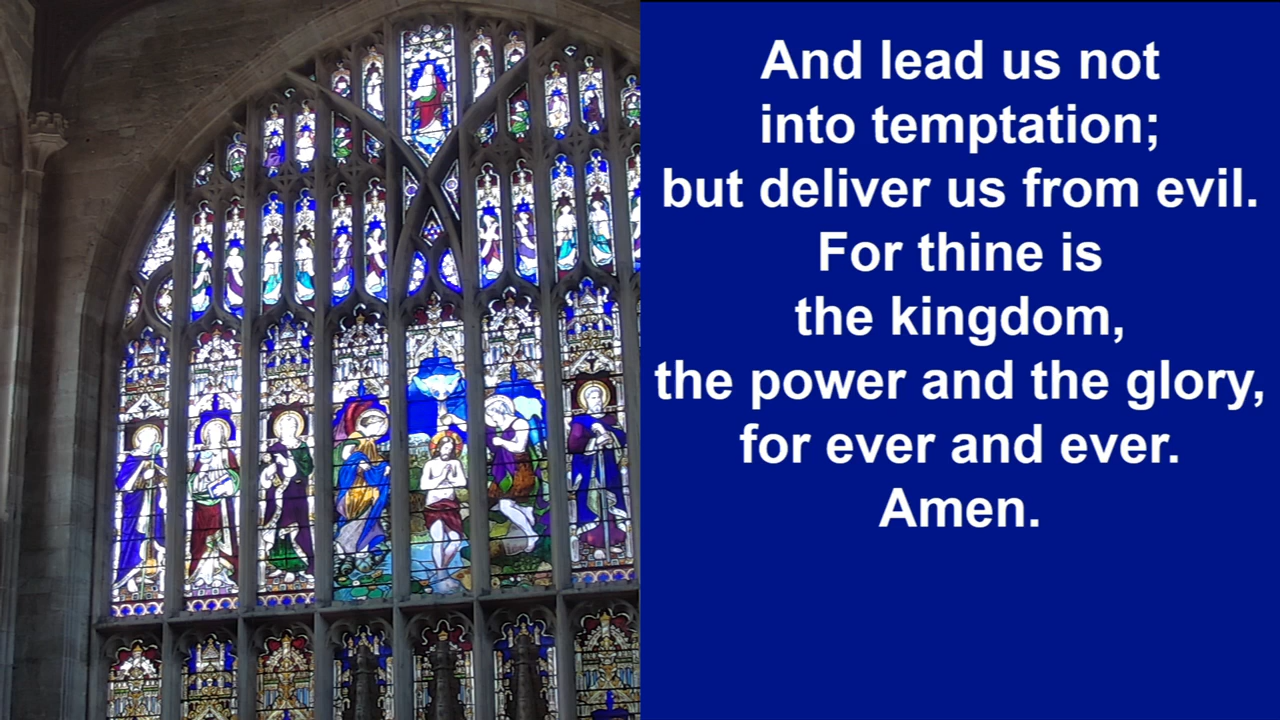 And lead us not
into temptation;
but deliver us from evil.
For thine is
the kingdom,
the power and the glory,
for ever and ever.
Amen.